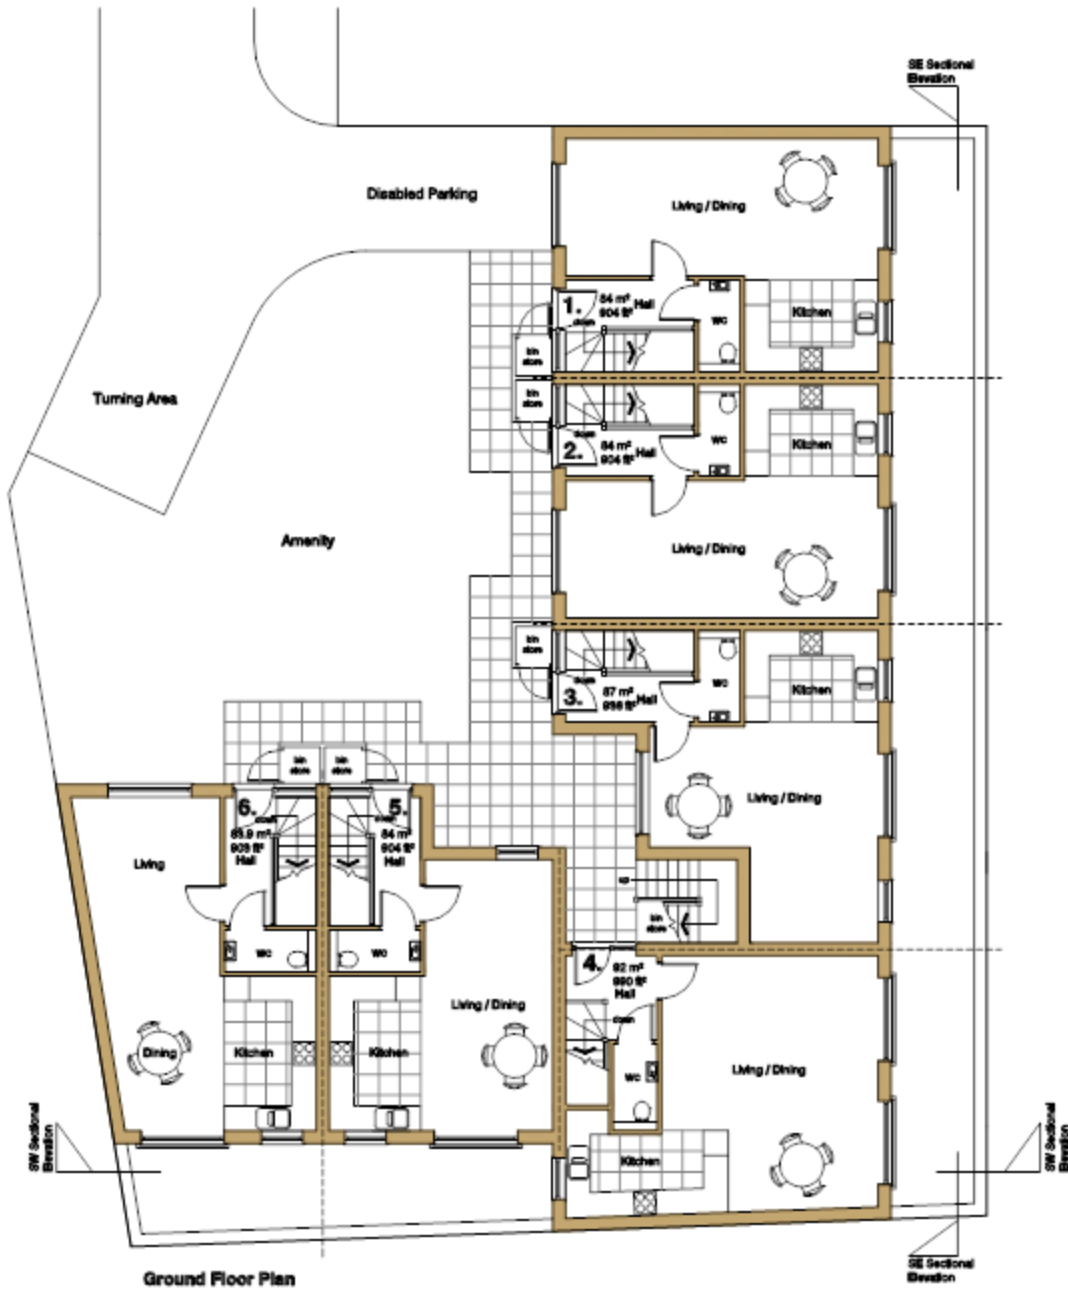 SE Sectional
Elevation
Disabled Parking
Living / Dining
1.
84 m²
904 ft²
Hall
down
WC
Kitchen
bin
store
Turning Area
bin
store
WC
Kitchen
down
2.
84 m²
904 ft²
Hall
Amenity
Living / Dining
bin
store
down
WC
Kitchen
3.
87 m²
936 ft²
Hall
bin
store
bin
store
Living / Dining
6.
down
83.9 m²
903 ft²
Hall
5.
down
84 m²
904 ft²
Hall
Living
up
bin
store
WC
WC
4.
92 m²
990 ft²
Hall
down
Living / Dining
Dining
Kitchen
Kitchen
WC
Living / Dining
Kitchen
SW Sectional
Elevation
SW Sectional
Elevation
SE Sectional
Elevation
Ground Floor Plan